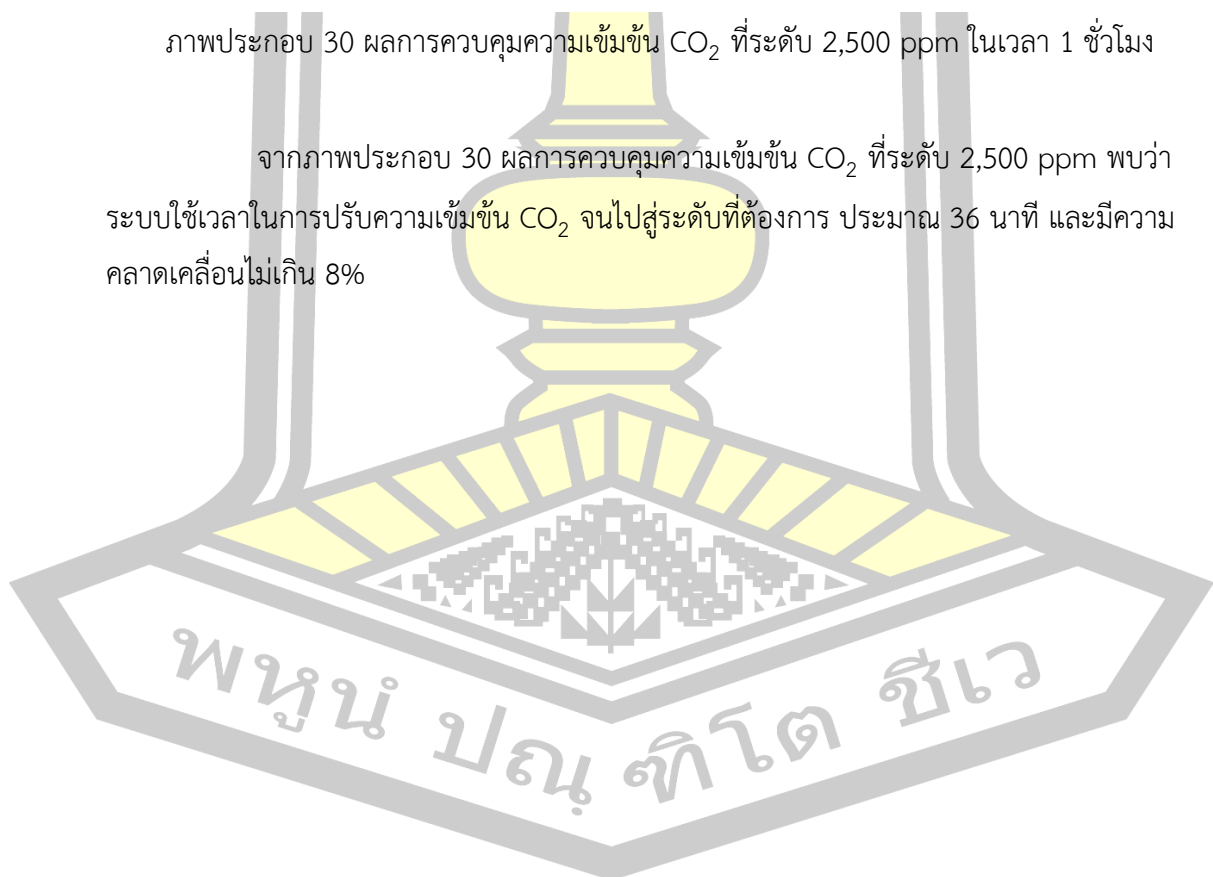 ภาพประกอบ 30 ผลการควบคุมความเข้มข้น CO₂ ที่ระดับ 2,500 ppm ในเวลา 1 ชั่วโมง
จากภาพประกอบ 30 ผลการควบคุมความเข้มข้น CO₂ ที่ระดับ 2,500 ppm พบว่า
ระบบใช้เวลาในการปรับความเข้มข้น CO₂ จนไปสู่ระดับที่ต้องการ ประมาณ 36 นาที และมีความ
คลาดเคลื่อนไม่เกิน 8%
พหูนํ ปณฺ ฑิโต ชีเว